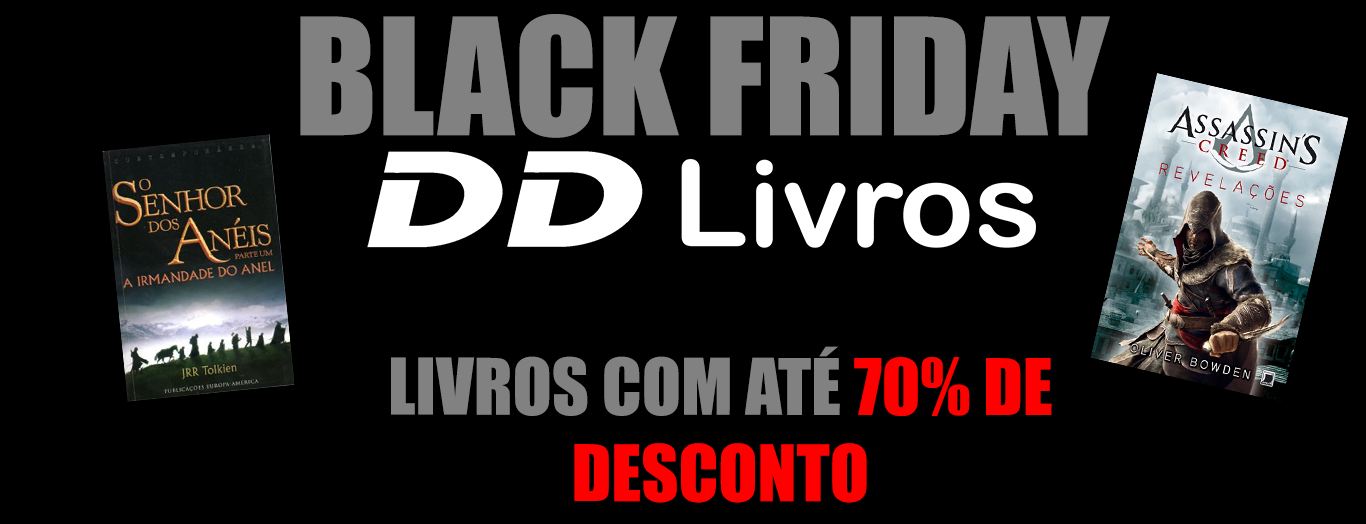 BLACK FRIDAY
DD Livros
O
SENHOR
DOS
ANÉIS
PARTE UM
A IRMANDADE DO ANEL
JRR Tolkien
PUBLICAÇÕES EUROPA-AMÉRICA
ASSASSIN'S
CREED
REVELAÇÕES
OLIVER BOWDEN
LIVROS COM ATÉ 70% DE
DESCONTO